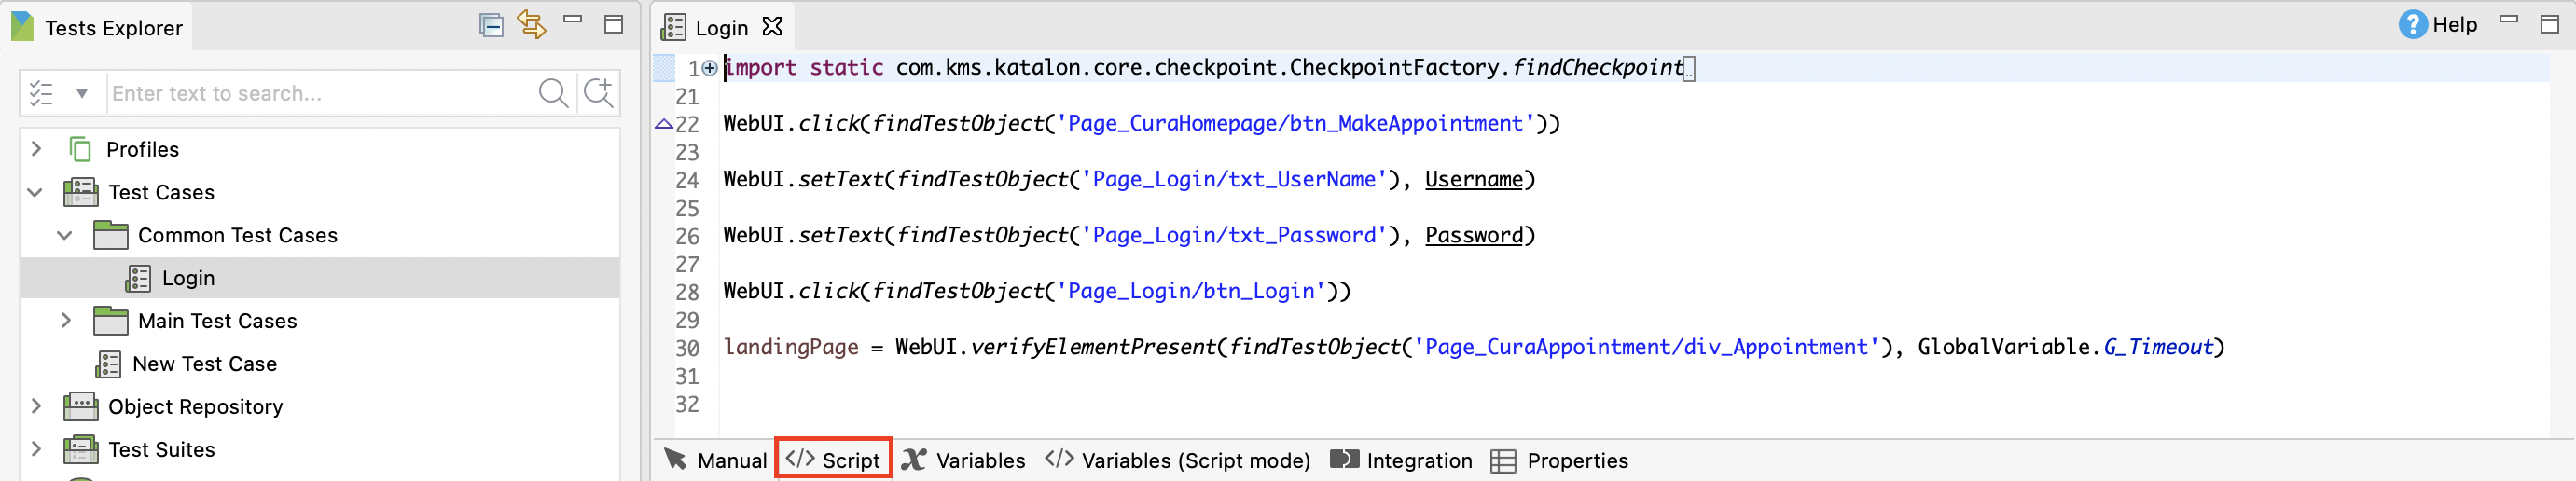 Tests Explorer
Enter text to search...
Profiles
Test Cases
Common Test Cases
Login
Main Test Cases
New Test Case
Object Repository
Test Suites
Login
? Help
1 import static com.kms.katalon.core.checkpoint.CheckpointFactory.findCheckpoint..
21
22 WebUI.click(findTestObject('Page_CuraHomepage/btn_MakeAppointment'))
23
24 WebUI.setText(findTestObject('Page_Login/txt_UserName'), Username)
25
26 WebUI.setText(findTestObject('Page_Login/txt_Password'), Password)
27
28 WebUI.click(findTestObject('Page_Login/btn_Login'))
29
30 landingPage = WebUI.verifyElementPresent(findTestObject('Page_CuraAppointment/div_Appointment'), GlobalVariable.G_Timeout)
31
32
Manual </> Script x Variables </> Variables (Script mode) Integration Properties